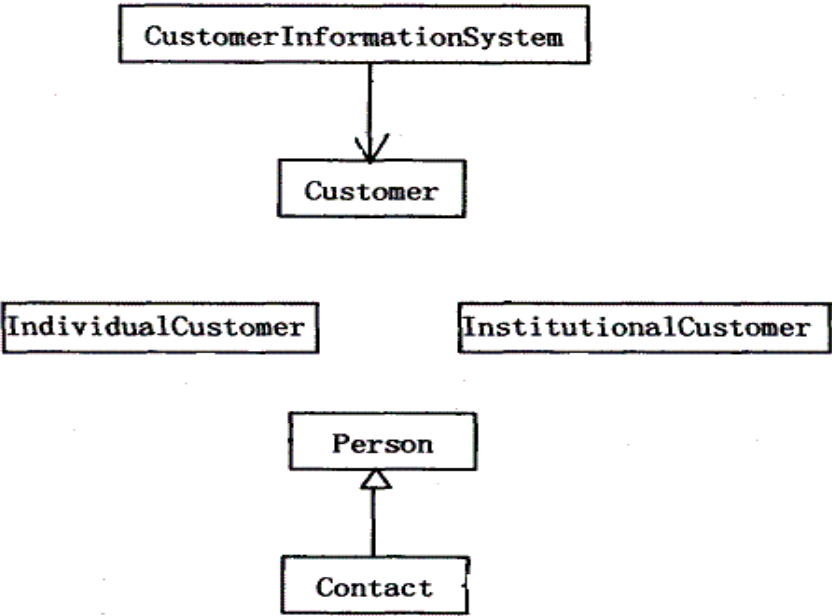 CustomerInformationSystem
Customer
IndividualCustomer
InstitutionalCustomer
Person
Contact